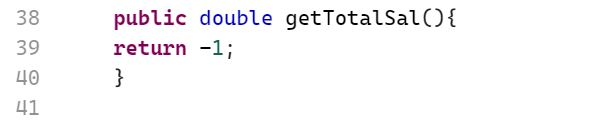 38 public double getTotalSal(){
39 return -1;
40 }
41